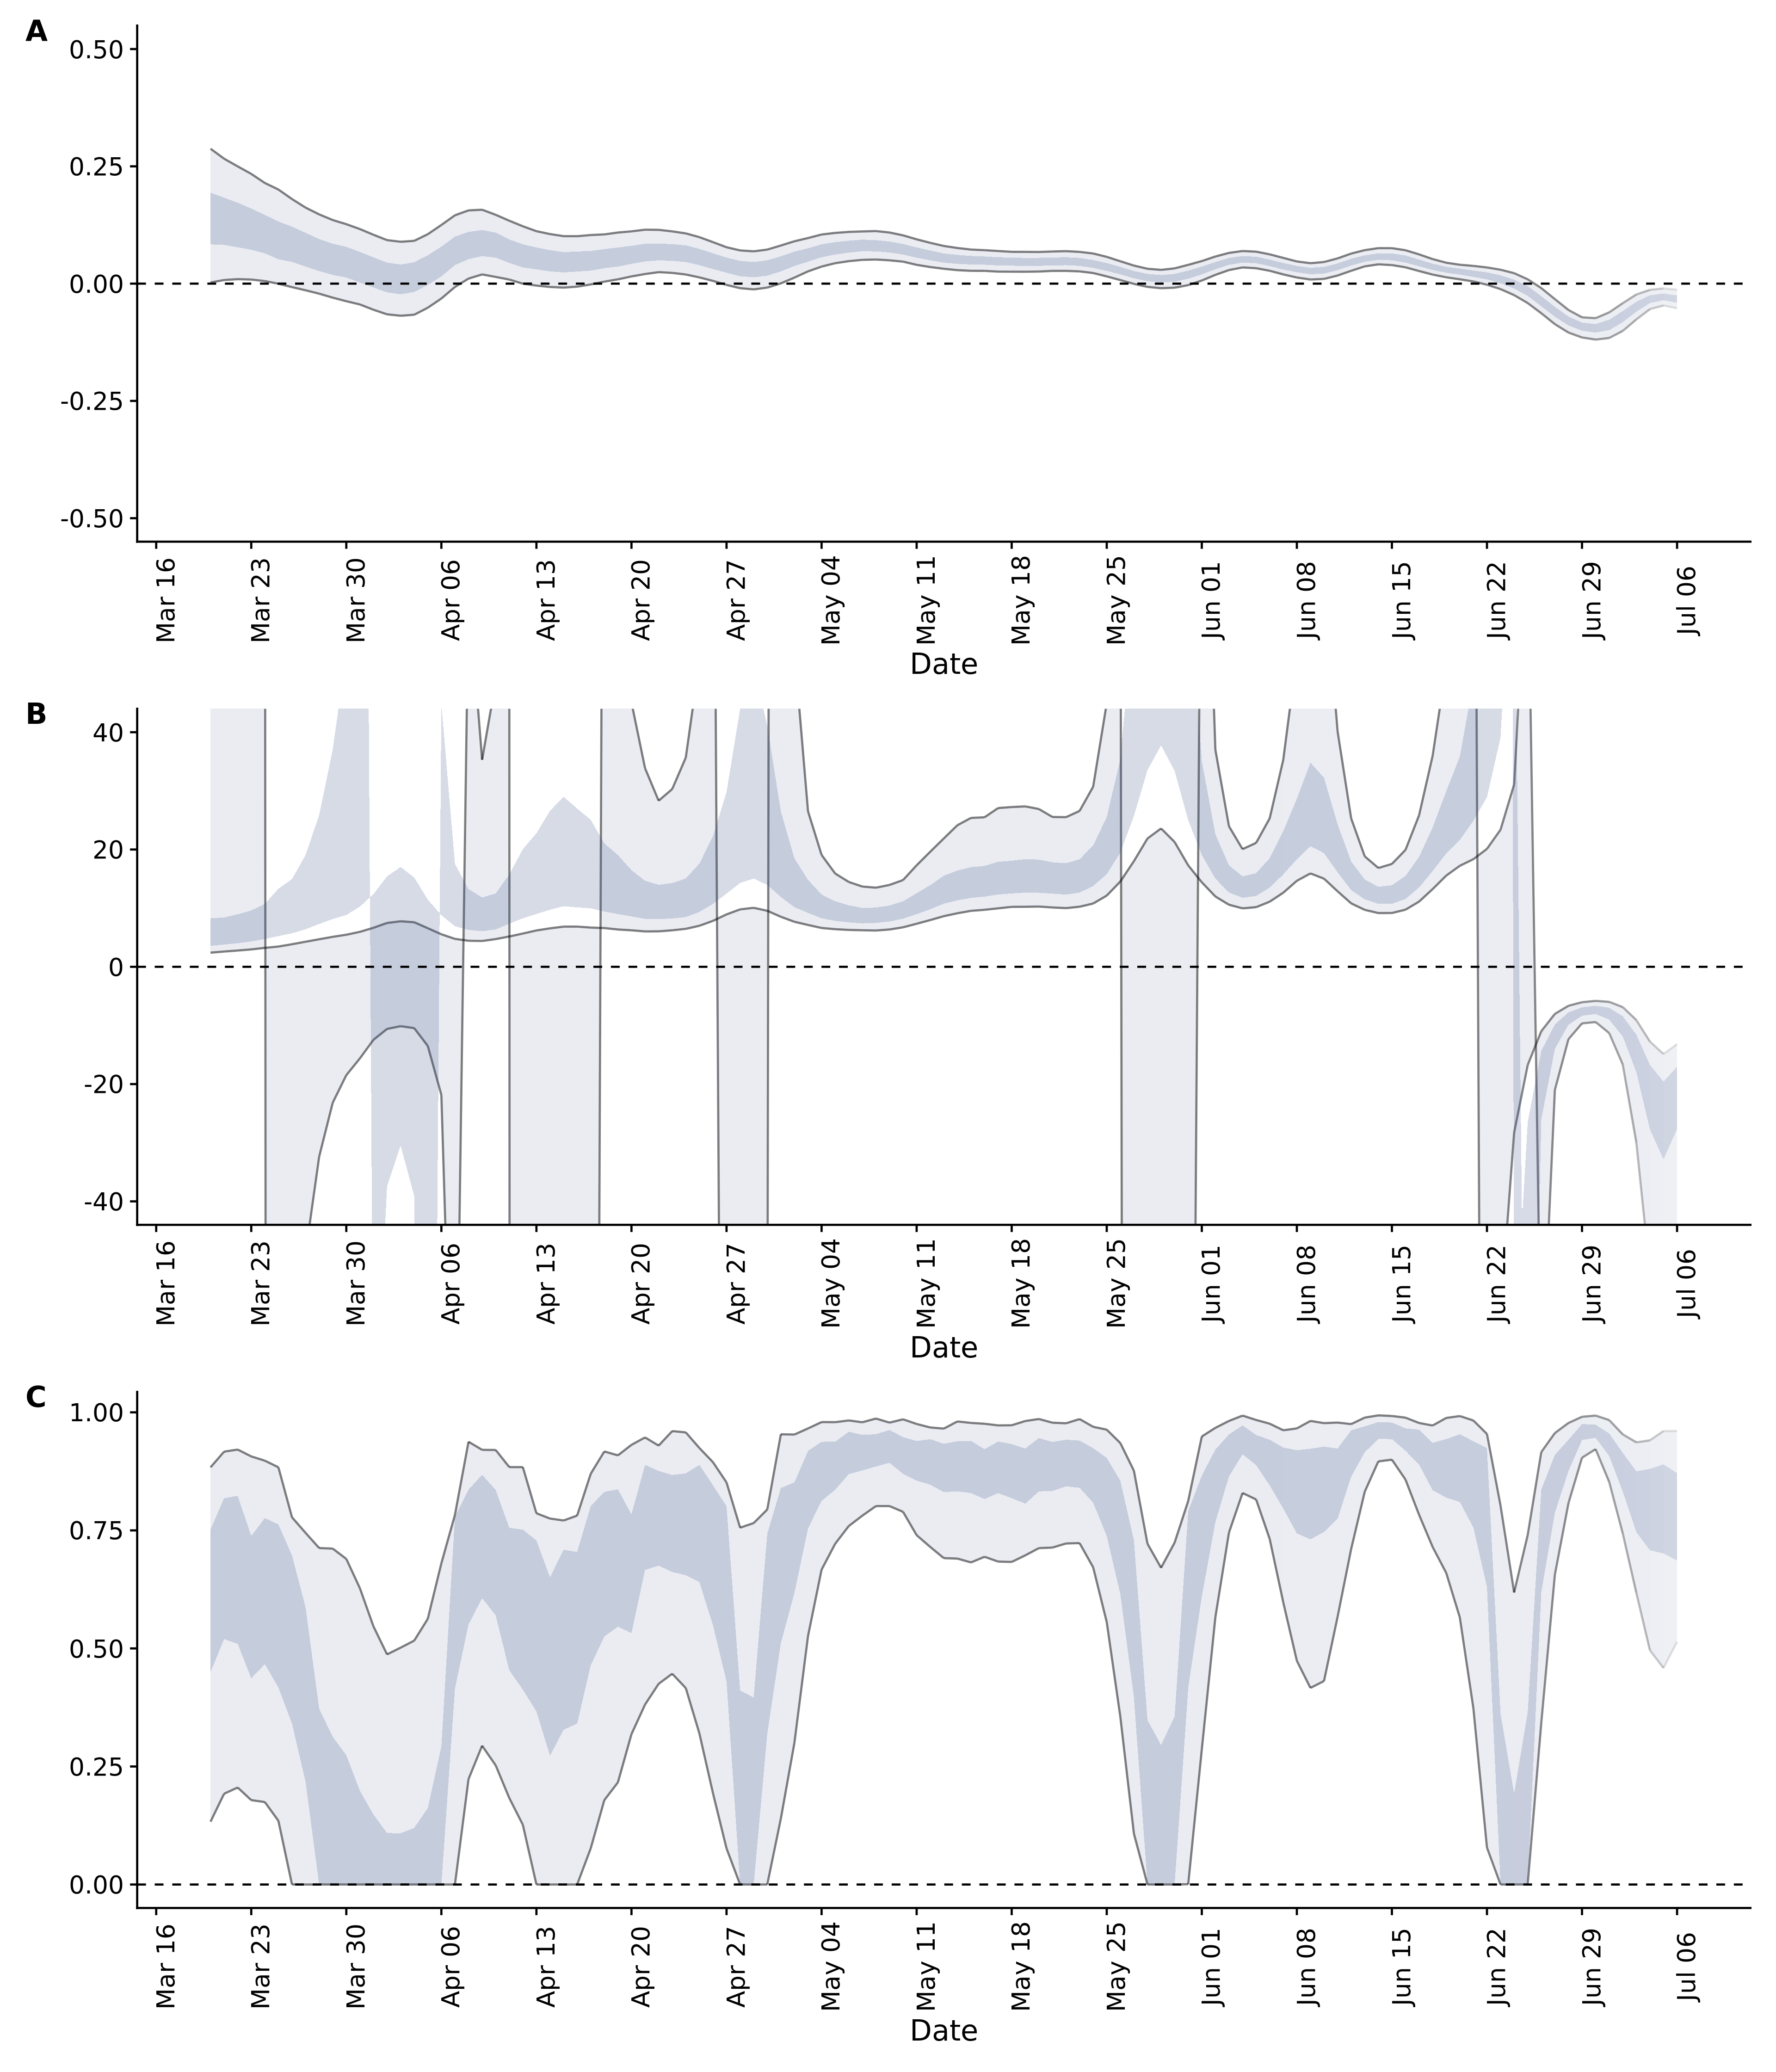 A
0.50
0.25
0.00
-0.25
-0.50
Mar 16
Mar 23
Mar 30
Apr 06
Apr 13
Apr 20
Apr 27
May 04
May 11
May 18
May 25
Jun 01
Jun 08
Jun 15
Jun 22
Jun 29
Jul 06
Date
B
40
20
0
-20
-40
Mar 16
Mar 23
Mar 30
Apr 06
Apr 13
Apr 20
Apr 27
May 04
May 11
May 18
May 25
Jun 01
Jun 08
Jun 15
Jun 22
Jun 29
Jul 06
Date
C
1.00
0.75
0.50
0.25
0.00
Mar 16
Mar 23
Mar 30
Apr 06
Apr 13
Apr 20
Apr 27
May 04
May 11
May 18
May 25
Jun 01
Jun 08
Jun 15
Jun 22
Jun 29
Jul 06
Date